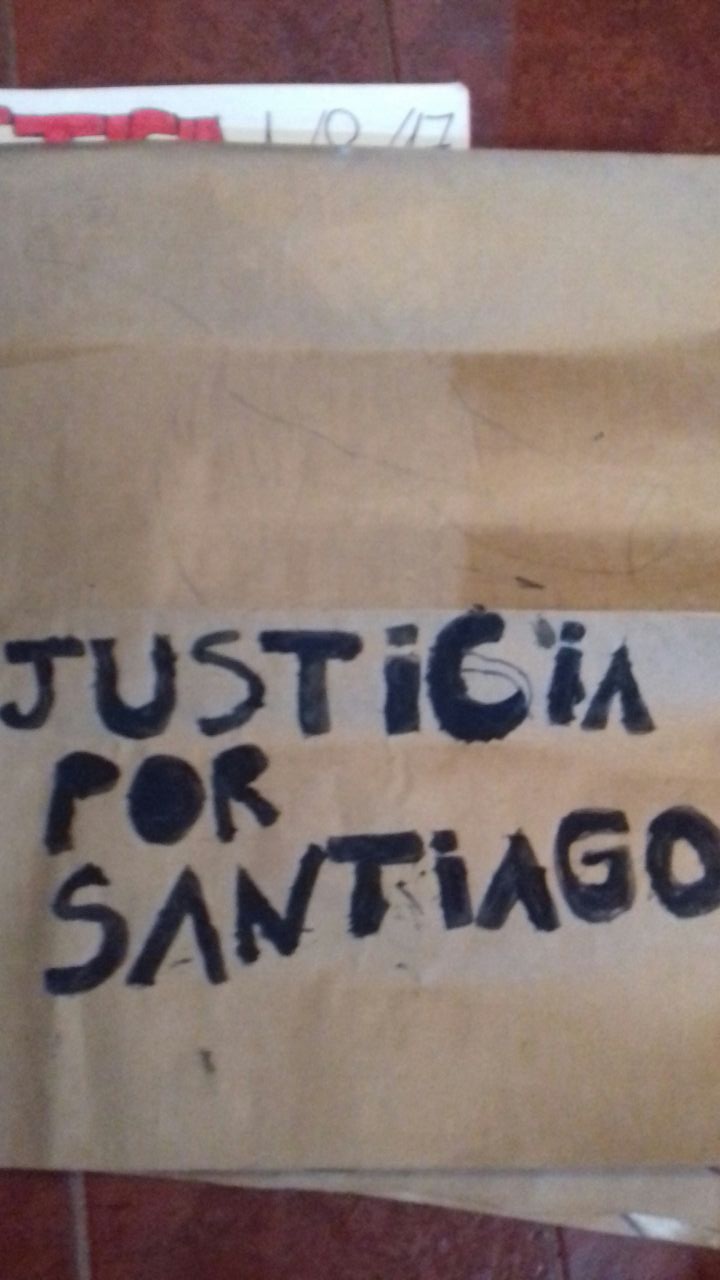 1/8/17
JUSTICIA
POR
SANTIAGO